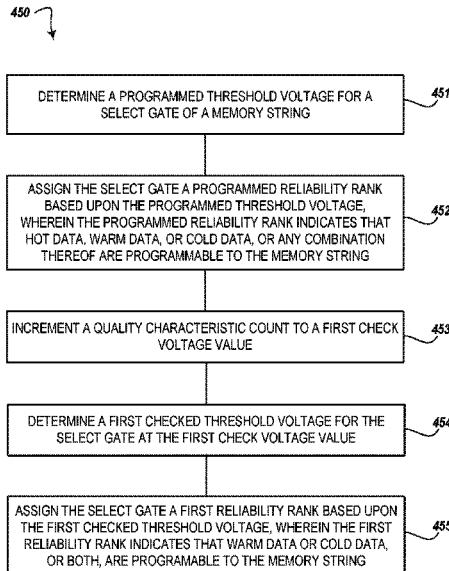 450
DETERMINE A PROGRAMMED THRESHOLD VOLTAGE FOR A
SELECT GATE OF A MEMORY STRING
451
ASSIGN THE SELECT GATE A PROGRAMMED RELIABILITY RANK
BASED UPON THE PROGRAMMED THRESHOLD VOLTAGE,
WHEREIN THE PROGRAMMED RELIABILITY RANK INDICATES THAT
HOT DATA, WARM DATA, OR COLD DATA, OR ANY COMBINATION
THEREOF ARE PROGRAMMABLE TO THE MEMORY STRING
452
INCREMENT A QUALITY CHARACTERISTIC COUNT TO A FIRST CHECK
VOLTAGE VALUE
453
DETERMINE A FIRST CHECKED THRESHOLD VOLTAGE FOR THE
SELECT GATE AT THE FIRST CHECK VOLTAGE VALUE
454
ASSIGN THE SELECT GATE A FIRST RELIABILITY RANK BASED UPON
THE FIRST CHECKED THRESHOLD VOLTAGE, WHEREIN THE FIRST
RELIABILITY RANK INDICATES THAT WARM DATA OR COLD DATA,
OR BOTH, ARE PROGRAMABLE TO THE MEMORY STRING
455